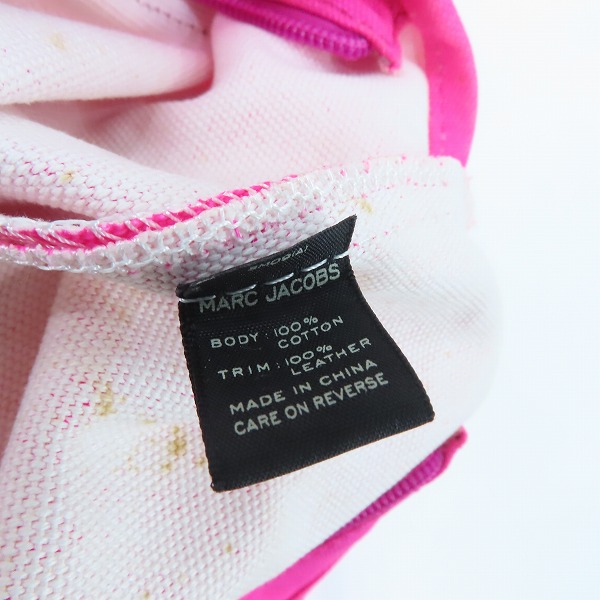 MARC JACOBS
BODY: 100%
COTTON
TRIM: 100%
LEATHER
MADE IN CHINA
CARE ON REVERSE